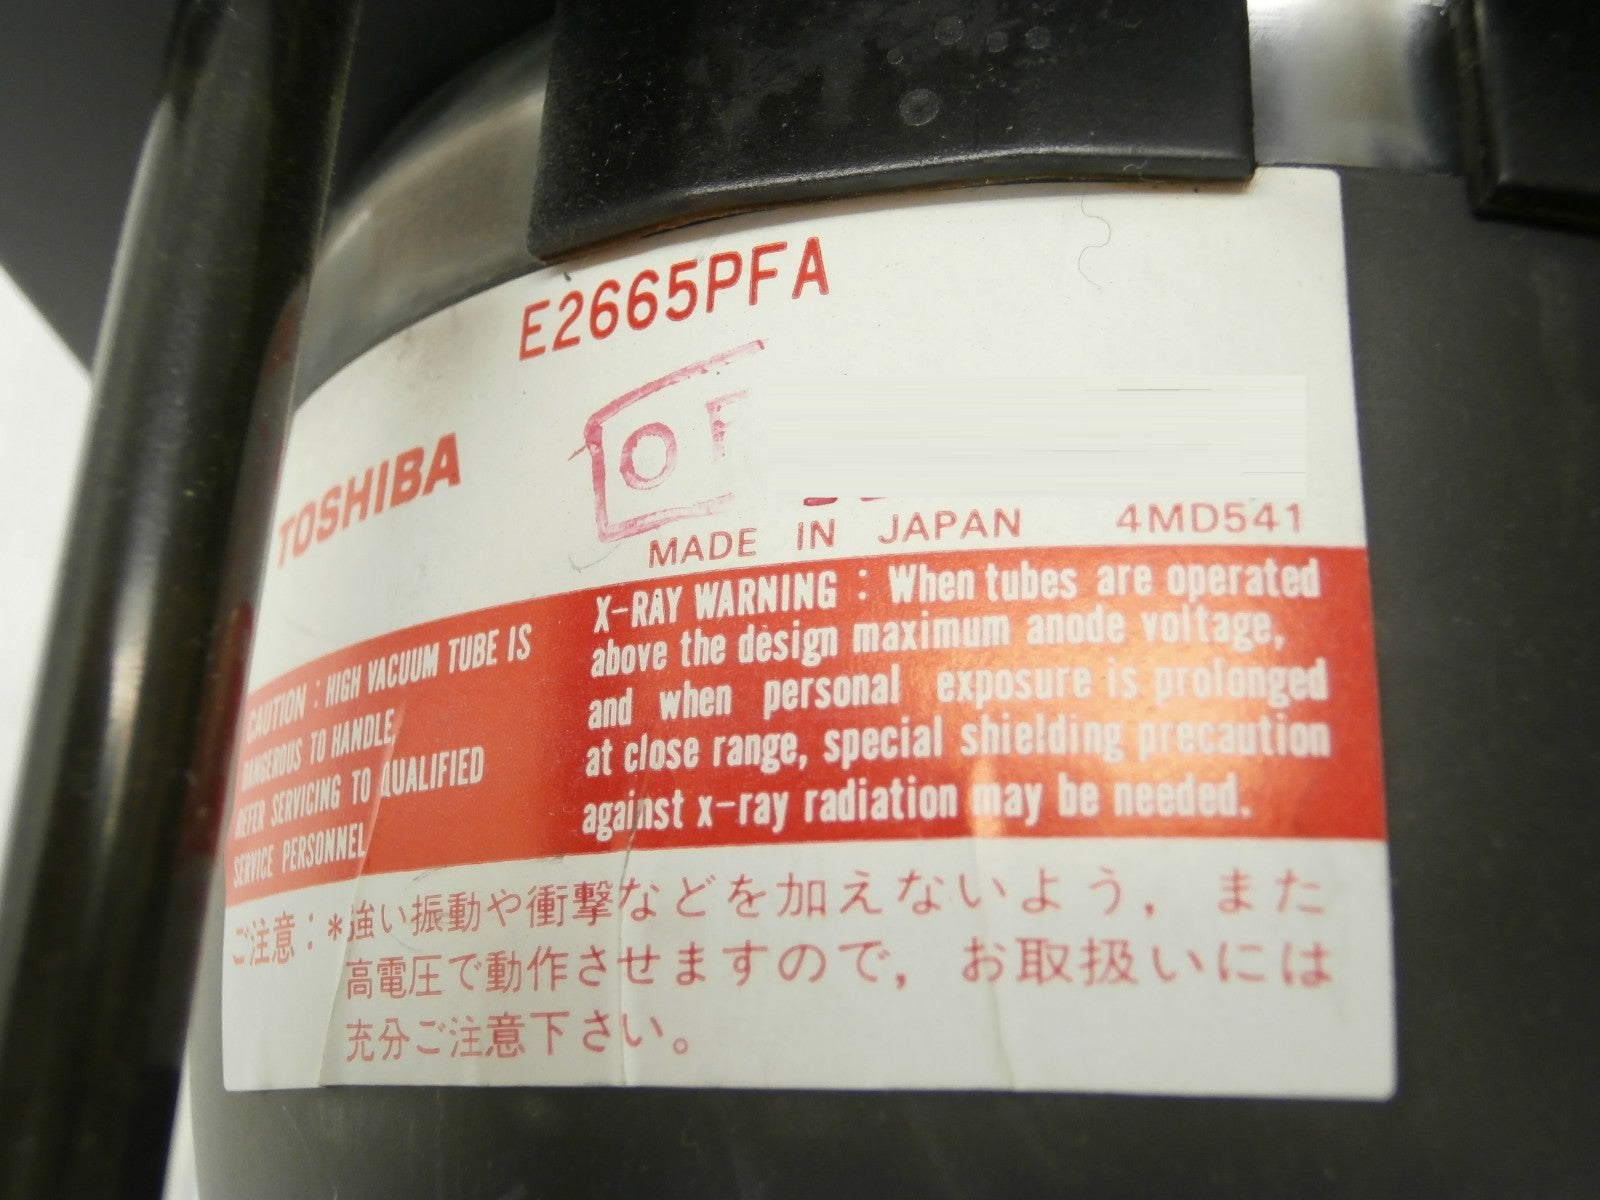 E2665PFA
TOSHIBA
MADE IN JAPAN 4MD541
CAUTION : HIGH VACUUM TUBE IS
DANGEROUS TO HANDLE,
REFER SERVICING TO QUALIFIED
SERVICE PERSONNEL
X-RAY WARNING : When tubes are operated
above the design maximum anode voltage,
and when personal exposure is prolonged
at close range, special shielding precaution
against x-ray radiation may be needed.
ご注意：*強い振動や衝撃などを加えないよう，また
高電圧で動作させますので，お取扱いには
充分ご注意下さい。